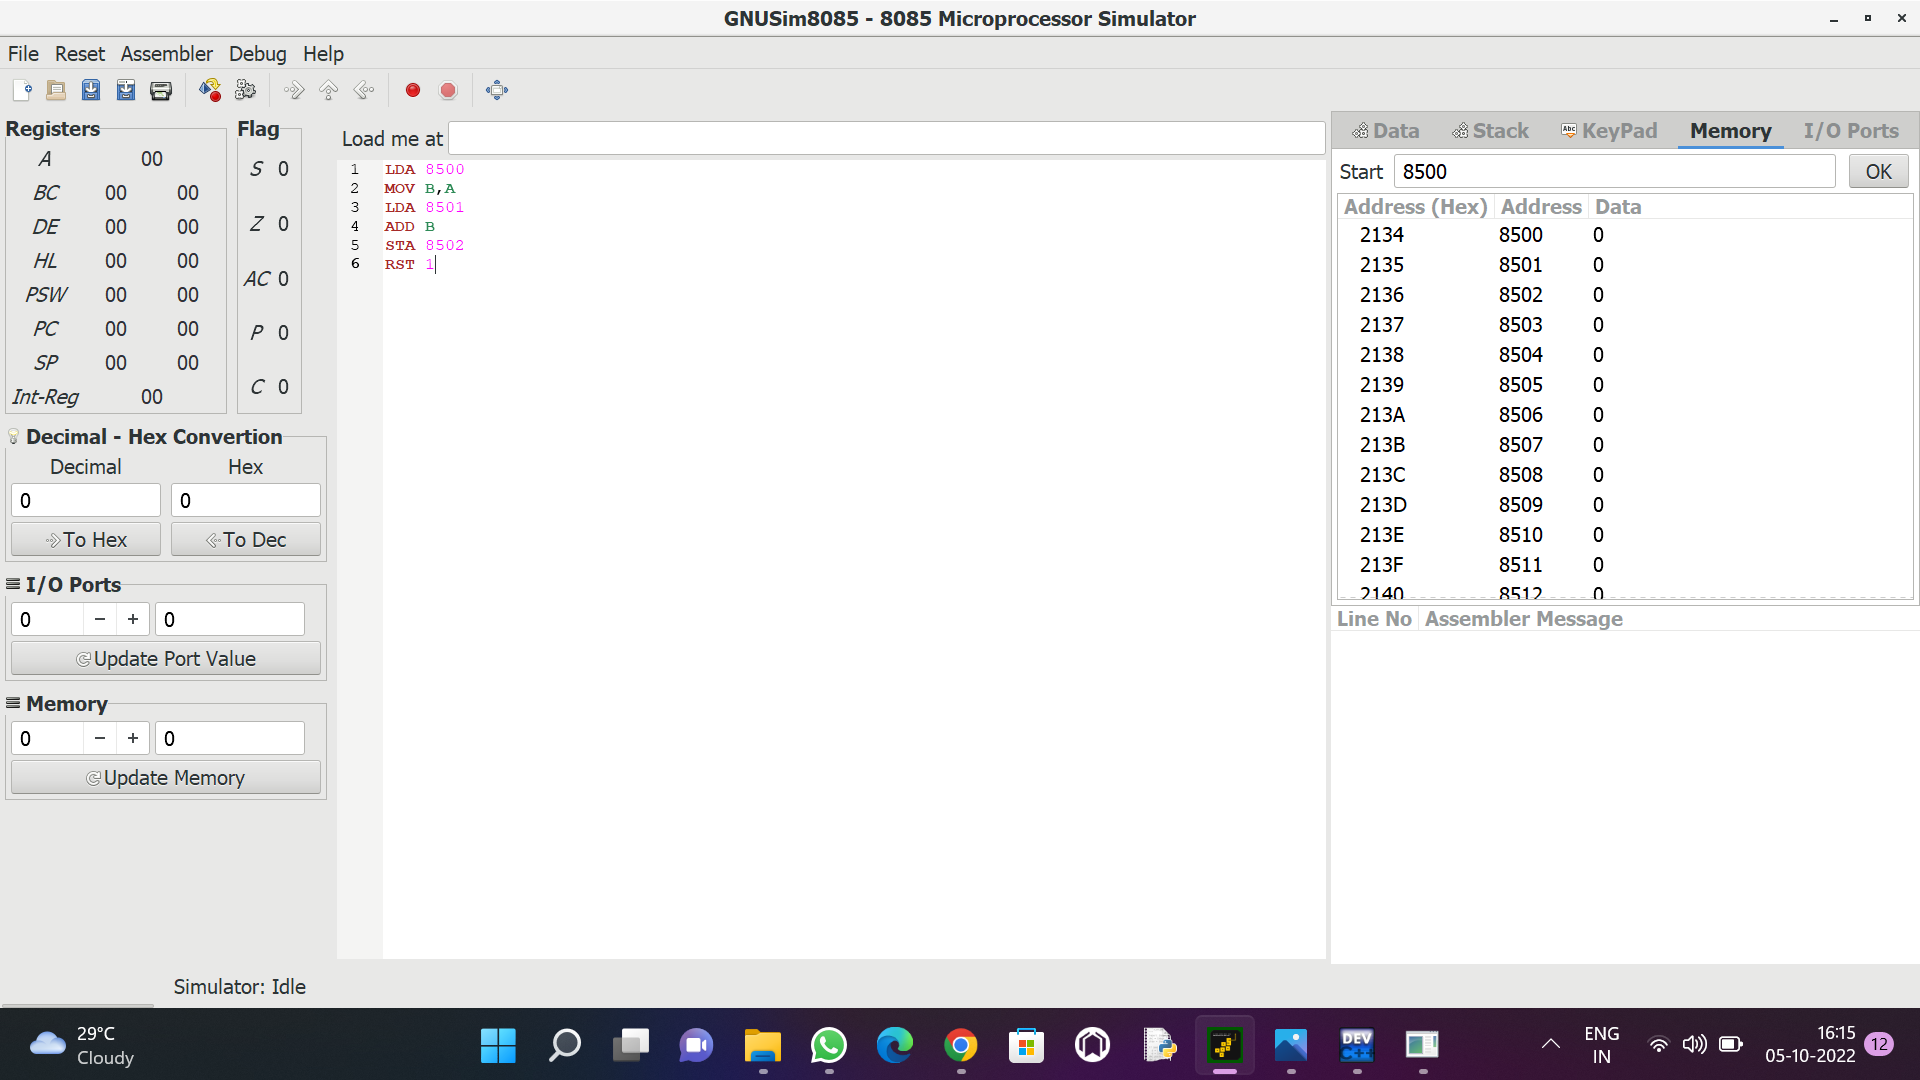 GNUSim8085 - 8085 Microprocessor Simulator
File Reset Assembler Debug Help
Registers
A 00
BC 00 00
DE 00 00
HL 00 00
PSW 00 00
PC 00 00
SP 00 00
Int-Reg 00
Flag
S 0
Z 0
AC 0
P 0
C 0
Decimal - Hex Convertion
Decimal Hex
0 0
To Hex To Dec
I/O Ports
0 − + 0
Update Port Value
Memory
0 − + 0
Update Memory
Load me at
1 LDA 8500
2 MOV B,A
3 LDA 8501
4 ADD B
5 STA 8502
6 RST 1
Data Stack Abc KeyPad Memory I/O Ports
Start 8500 OK
Address (Hex) Address Data
2134 8500 0
2135 8501 0
2136 8502 0
2137 8503 0
2138 8504 0
2139 8505 0
213A 8506 0
213B 8507 0
213C 8508 0
213D 8509 0
213E 8510 0
213F 8511 0
2140 8512 0
Line No Assembler Message
Simulator: Idle
29°C
Cloudy
DEV
C++
ENG
IN
16:15
05-10-2022
12